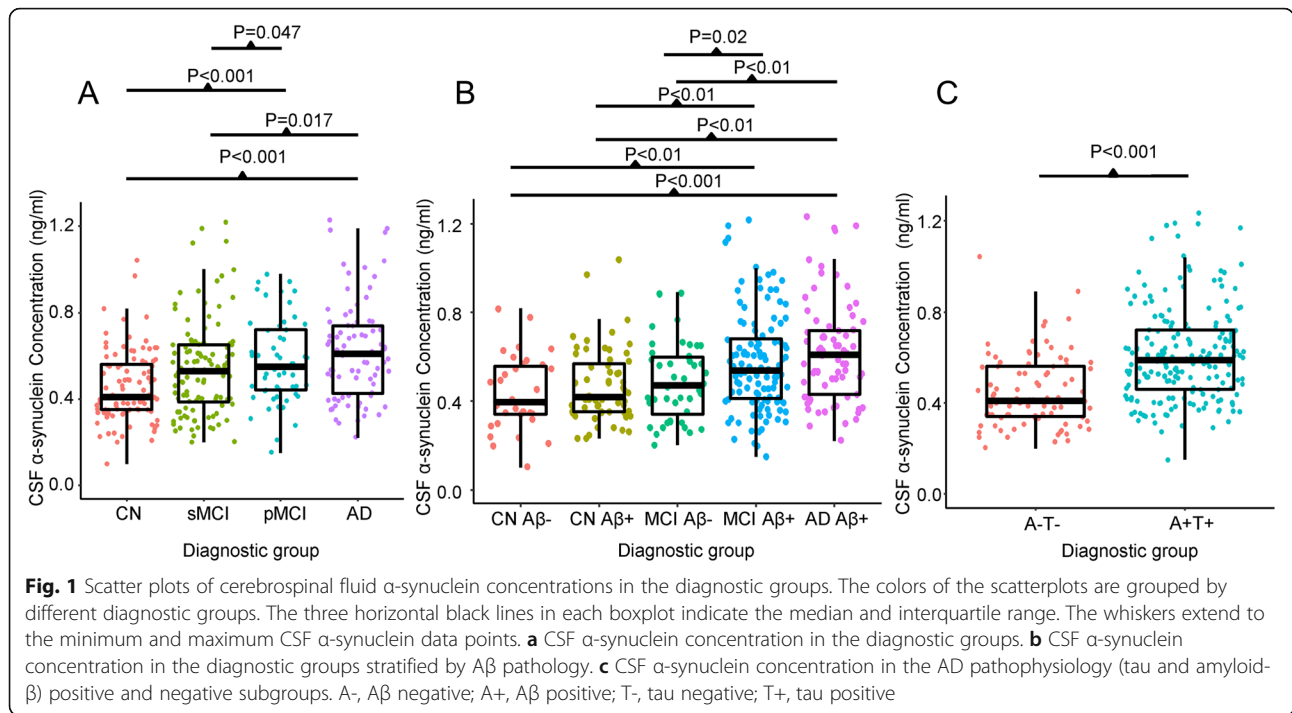 A
P=0.047
P<0.001
P=0.017
P<0.001
CSF α-synuclein Concentration (ng/ml)
1.2
0.8
0.4
0.0
CN sMCI pMCI AD
Diagnostic group
B
P=0.02
P<0.01
P<0.01
P<0.01
P<0.01
P<0.001
CSF α-synuclein Concentration (ng/ml)
1.2
0.8
0.4
0.0
CN Aβ- CN Aβ+ MCI Aβ- MCI Aβ+ AD Aβ+
Diagnostic group
C
P<0.001
CSF α-synuclein Concentration (ng/ml)
1.2
0.8
0.4
0.0
A-T- A+T+
Diagnostic group
Fig. 1 Scatter plots of cerebrospinal fluid α-synuclein concentrations in the diagnostic groups. The colors of the scatterplots are grouped by
different diagnostic groups. The three horizontal black lines in each boxplot indicate the median and interquartile range. The whiskers extend to
the minimum and maximum CSF α-synuclein data points. a CSF α-synuclein concentration in the diagnostic groups. b CSF α-synuclein
concentration in the diagnostic groups stratified by Aβ pathology. c CSF α-synuclein concentration in the AD pathophysiology (tau and amyloid-
β) positive and negative subgroups. A-, Aβ negative; A+, Aβ positive; T-, tau negative; T+, tau positive